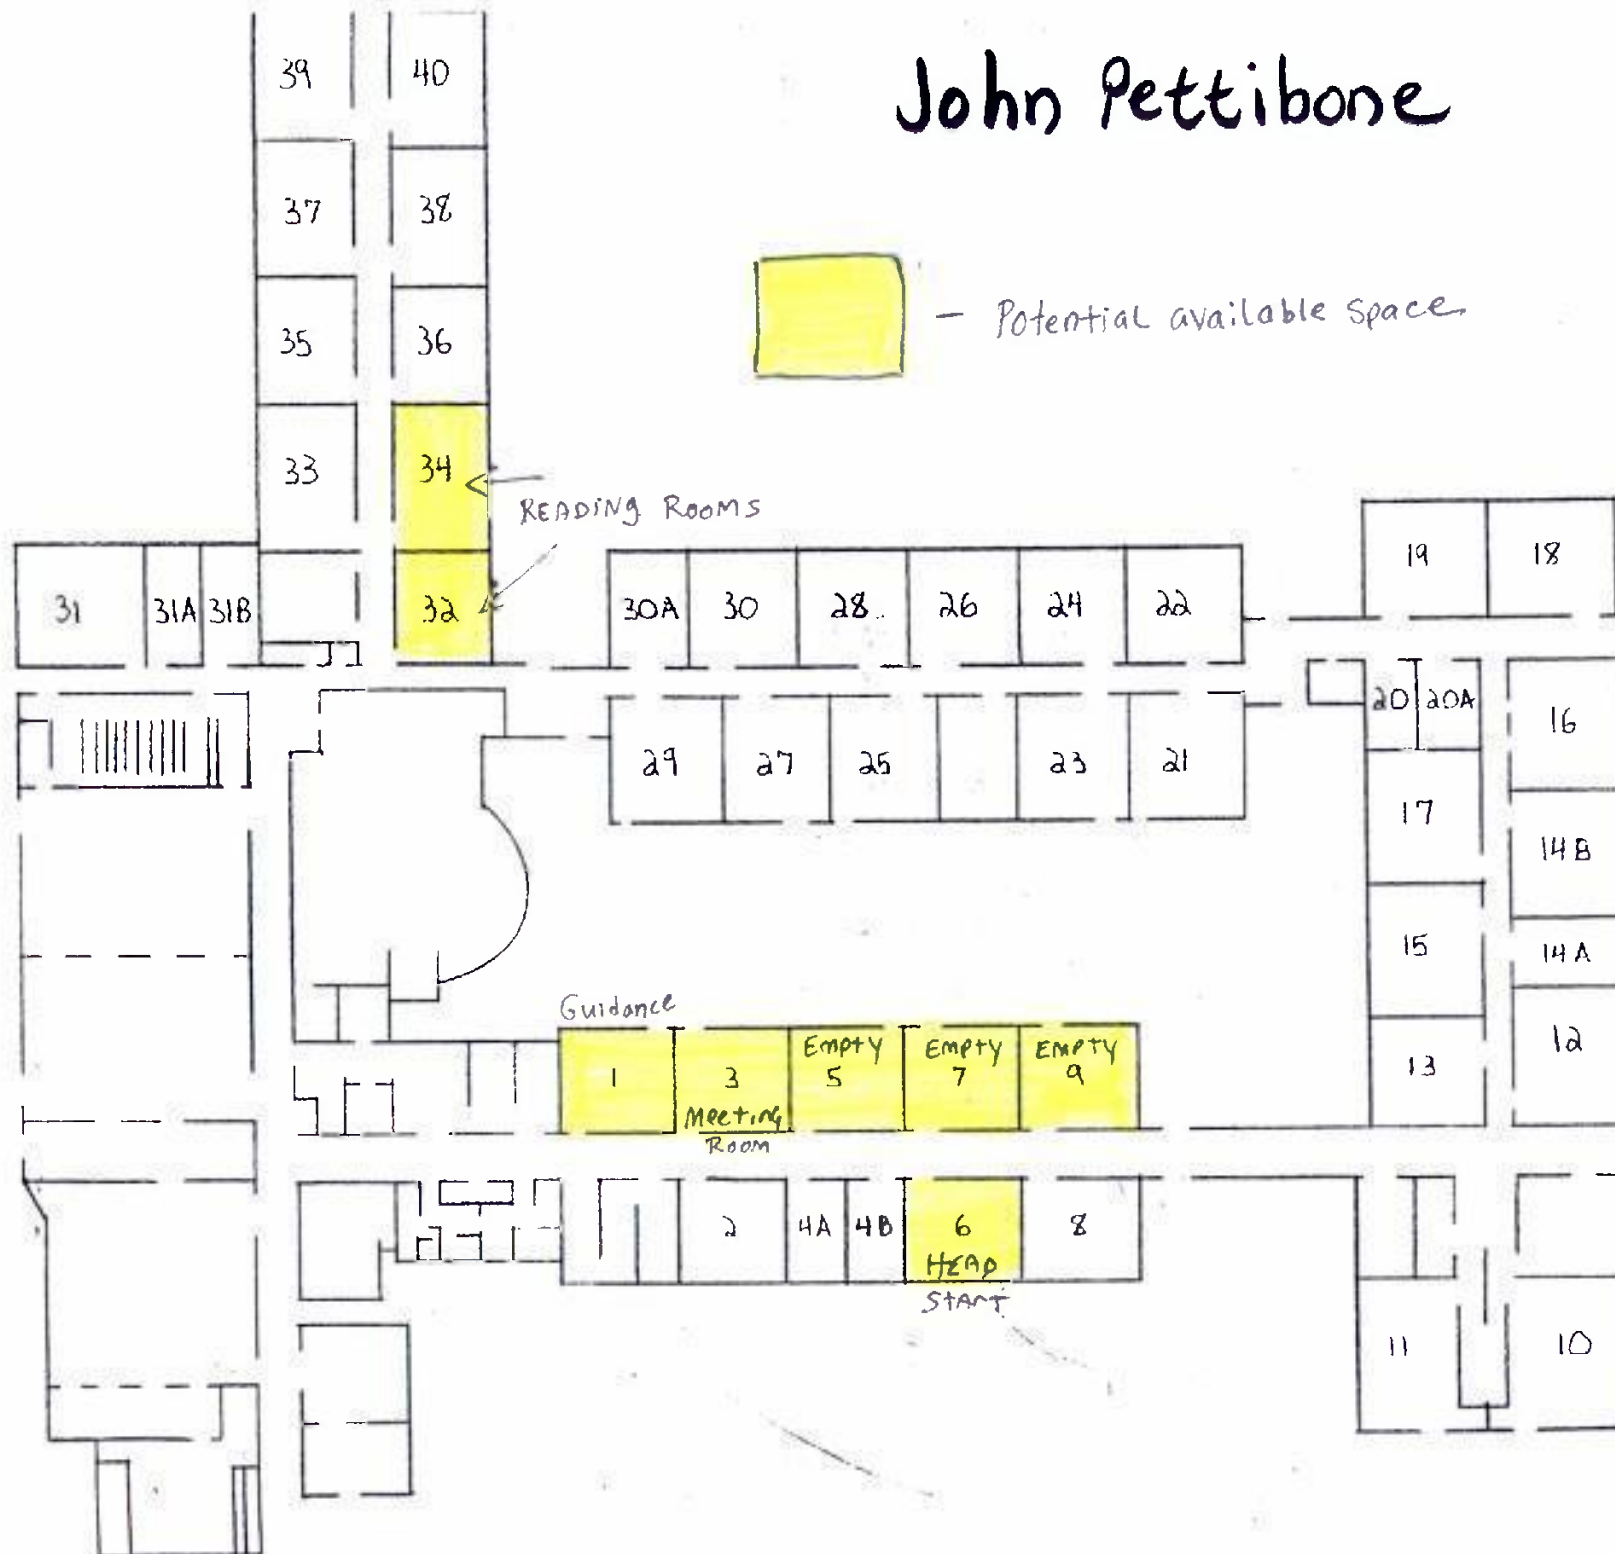 John Pettibone
39 40
37 38
- Potential available space
35 36
33 34
READING ROOMS
31 31A 31B 32
30A 30 28 26 24 22
19 18
29 27 25 23 21
20 20A 16
17 14B
15 14A
13 12
Guidance
1 3 5 7 9
Empty Empty Empty
Meeting
Room
2 4A 4B 6 8
HEAD
START
11 10